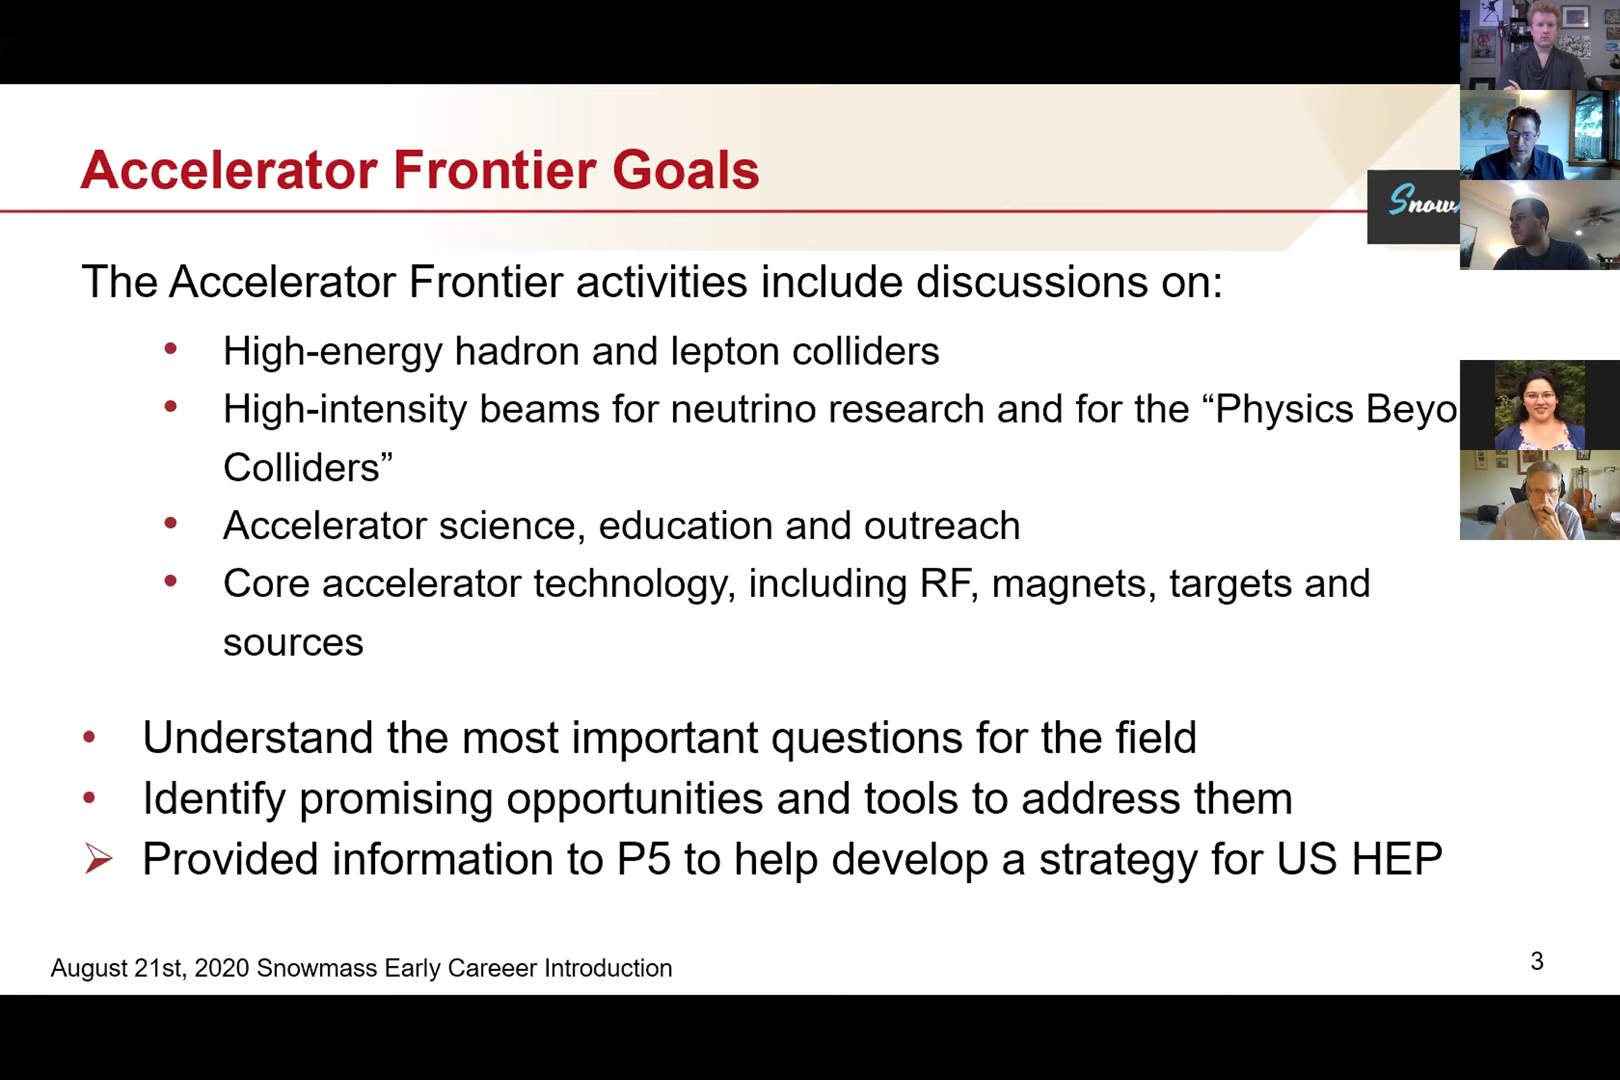 Accelerator Frontier Goals
Snow
The Accelerator Frontier activities include discussions on:
• High-energy hadron and lepton colliders
• High-intensity beams for neutrino research and for the “Physics Beyo
Colliders”
• Accelerator science, education and outreach
• Core accelerator technology, including RF, magnets, targets and
sources
• Understand the most important questions for the field
• Identify promising opportunities and tools to address them
➢ Provided information to P5 to help develop a strategy for US HEP
August 21st, 2020 Snowmass Early Careeer Introduction
3